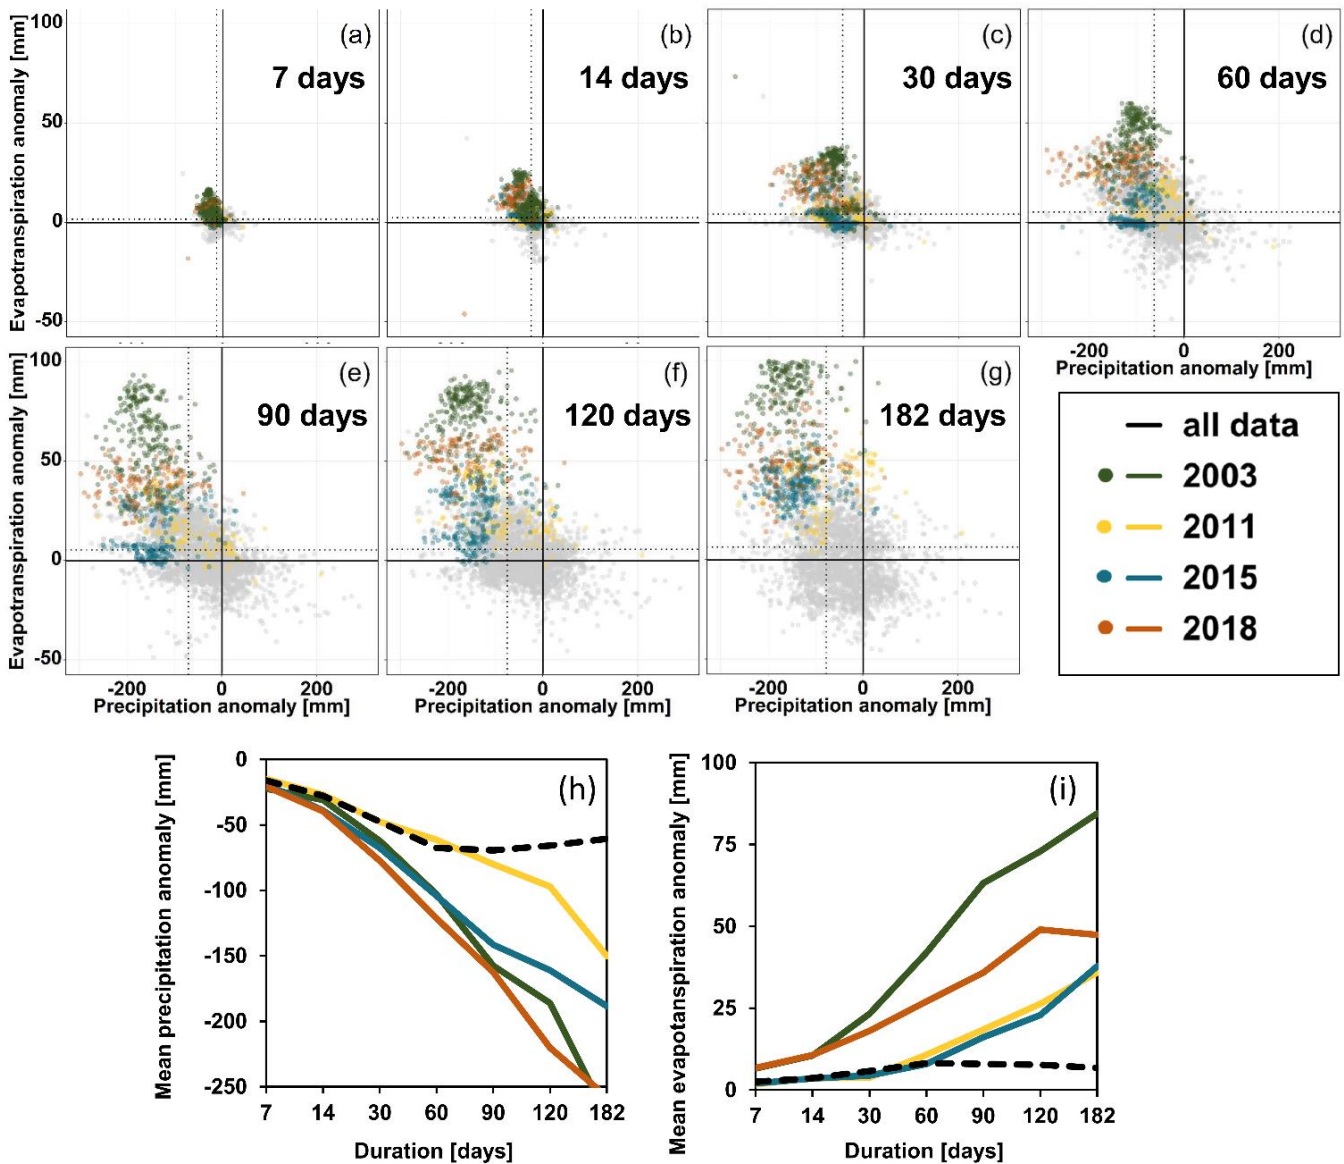 (a)
(b)
(c)
(d)
7 days
14 days
30 days
60 days
Evapotranspiration anomaly [mm]
100
50
0
-50
-200 0 200
Precipitation anomaly [mm]
(e)
(f)
(g)
90 days
120 days
182 days
Evapotranspiration anomaly [mm]
100
50
0
-50
-200 0 200
-200 0 200
-200 0 200
Precipitation anomaly [mm]
Precipitation anomaly [mm]
Precipitation anomaly [mm]
all data
2003
2011
2015
2018
(h)
Mean precipitation anomaly [mm]
0
-50
-100
-150
-200
-250
7 14 30 60 90 120 182
Duration [days]
(i)
Mean evapotanspiration anomaly [mm]
100
75
50
25
0
7 14 30 60 90 120 182
Duration [days]